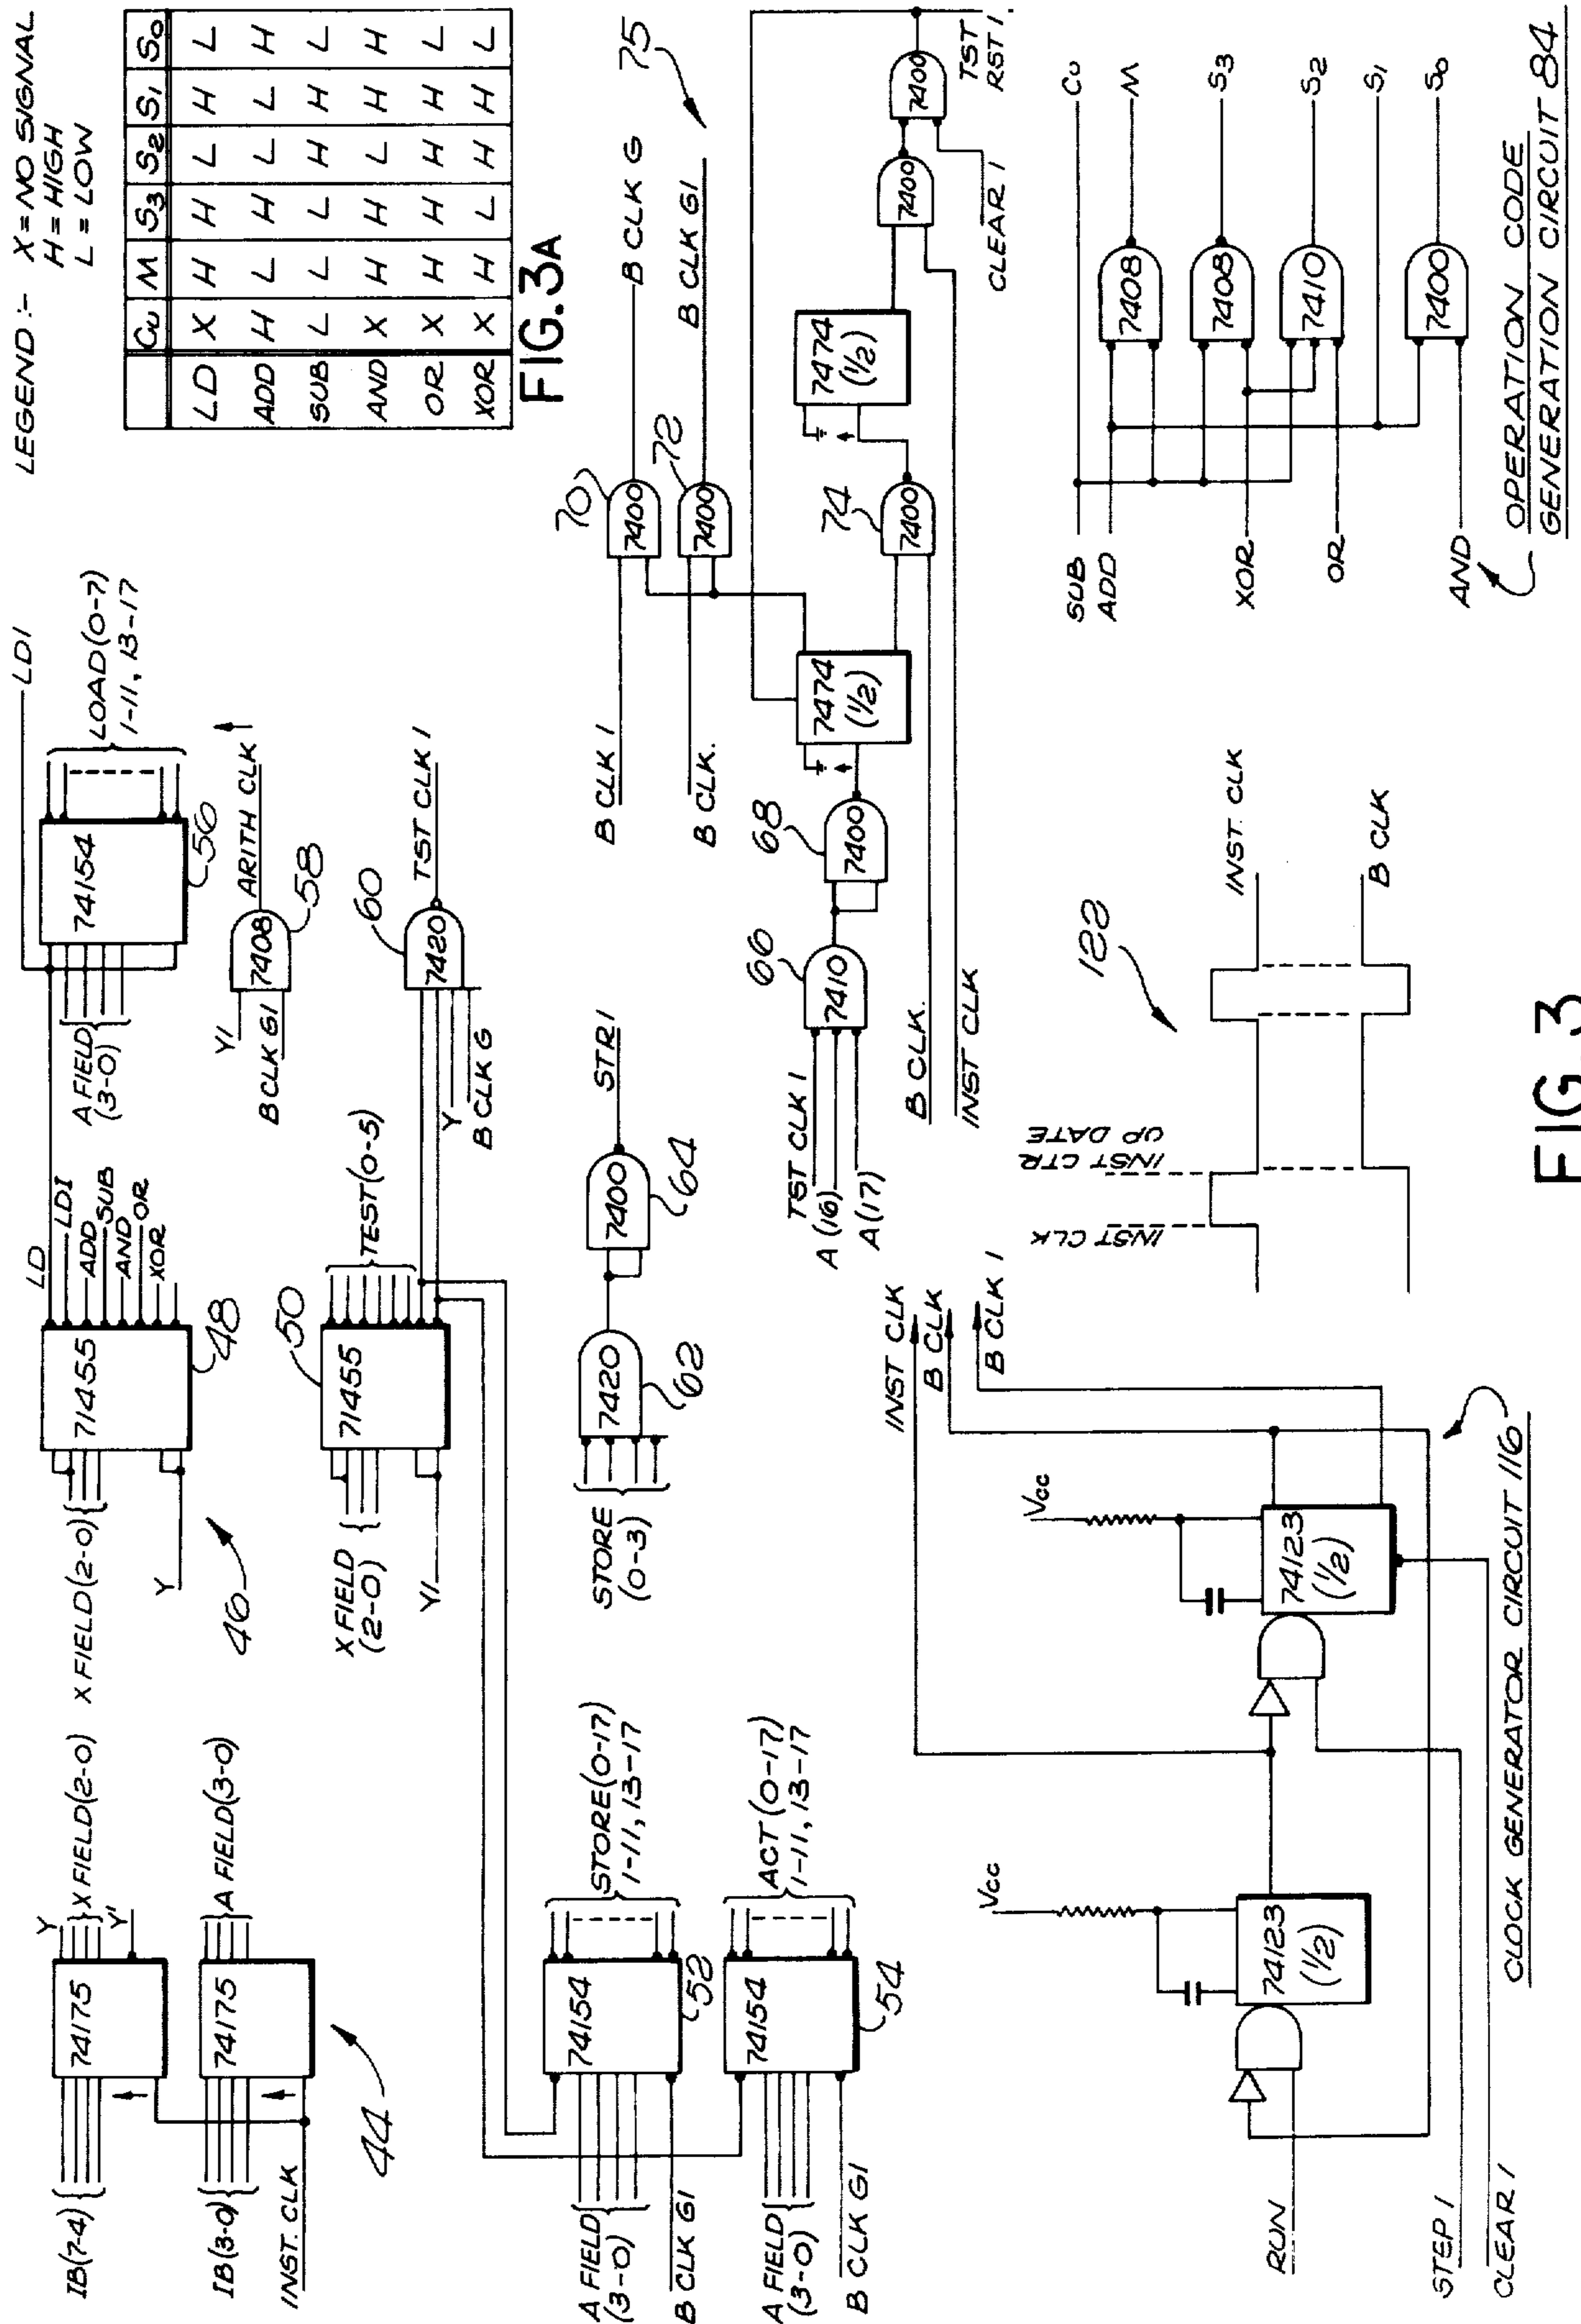 LEGEND :- X = NO SIGNAL
H = HIGH
L = LOW
Cu M S3 S2 S1 S0
LD X H H L H L
ADD H L H L L H
SUB L L L H H L
AND X H H L H H
OR X H H H H L
XOR X H L H H L
FIG. 3A
IB(7-4)
74175
Y
X FIELD (2-0)
Y'
IB(3-0)
74175
A FIELD (3-0)
INST. CLK
44
X FIELD (2-0)
71455
48
Y
46
LD
LDI
ADD
SUB
AND
OR
XOR
A FIELD
(3-0)
74154
56
LDI
LOAD (0-7)
1-11, 13-17
Y1
B CLK G1
7408
58
ARITH CLK
X FIELD
(2-0)
71455
50
Y1
TEST (0-5)
Y
B CLK G
7420
60
TST CLK 1
A FIELD
(3-0)
74154
52
B CLK G1
STORE (0-17)
1-11, 13-17
A FIELD
(3-0)
74154
54
B CLK G1
ACT (0-17)
1-11, 13-17
STORE
(0-3)
7420
62
7400
64
STR1
B CLK 1
7400
70
B CLK G
B CLK.
7400
72
B CLK G1
75
TST CLK 1
A (16)
A (17)
7410
66
7400
68
7474
(1/2)
7400
74
7474
(1/2)
7400
7400
CLEAR 1
TST
RST 1.
B CLK.
INST CLK
RUN
74123
(1/2)
Vcc
74123
(1/2)
Vcc
INST CLK
B CLK
B CLK 1
STEP 1
CLEAR 1
CLOCK GENERATOR CIRCUIT 116
INST CLK
INST CTR
UP DATE
122
INST. CLK
B CLK
SUB
ADD
XOR
OR
AND
7408
7408
7410
7400
Cu
M
S3
S2
S1
S0
OPERATION CODE
GENERATION CIRCUIT 84
FIG. 3